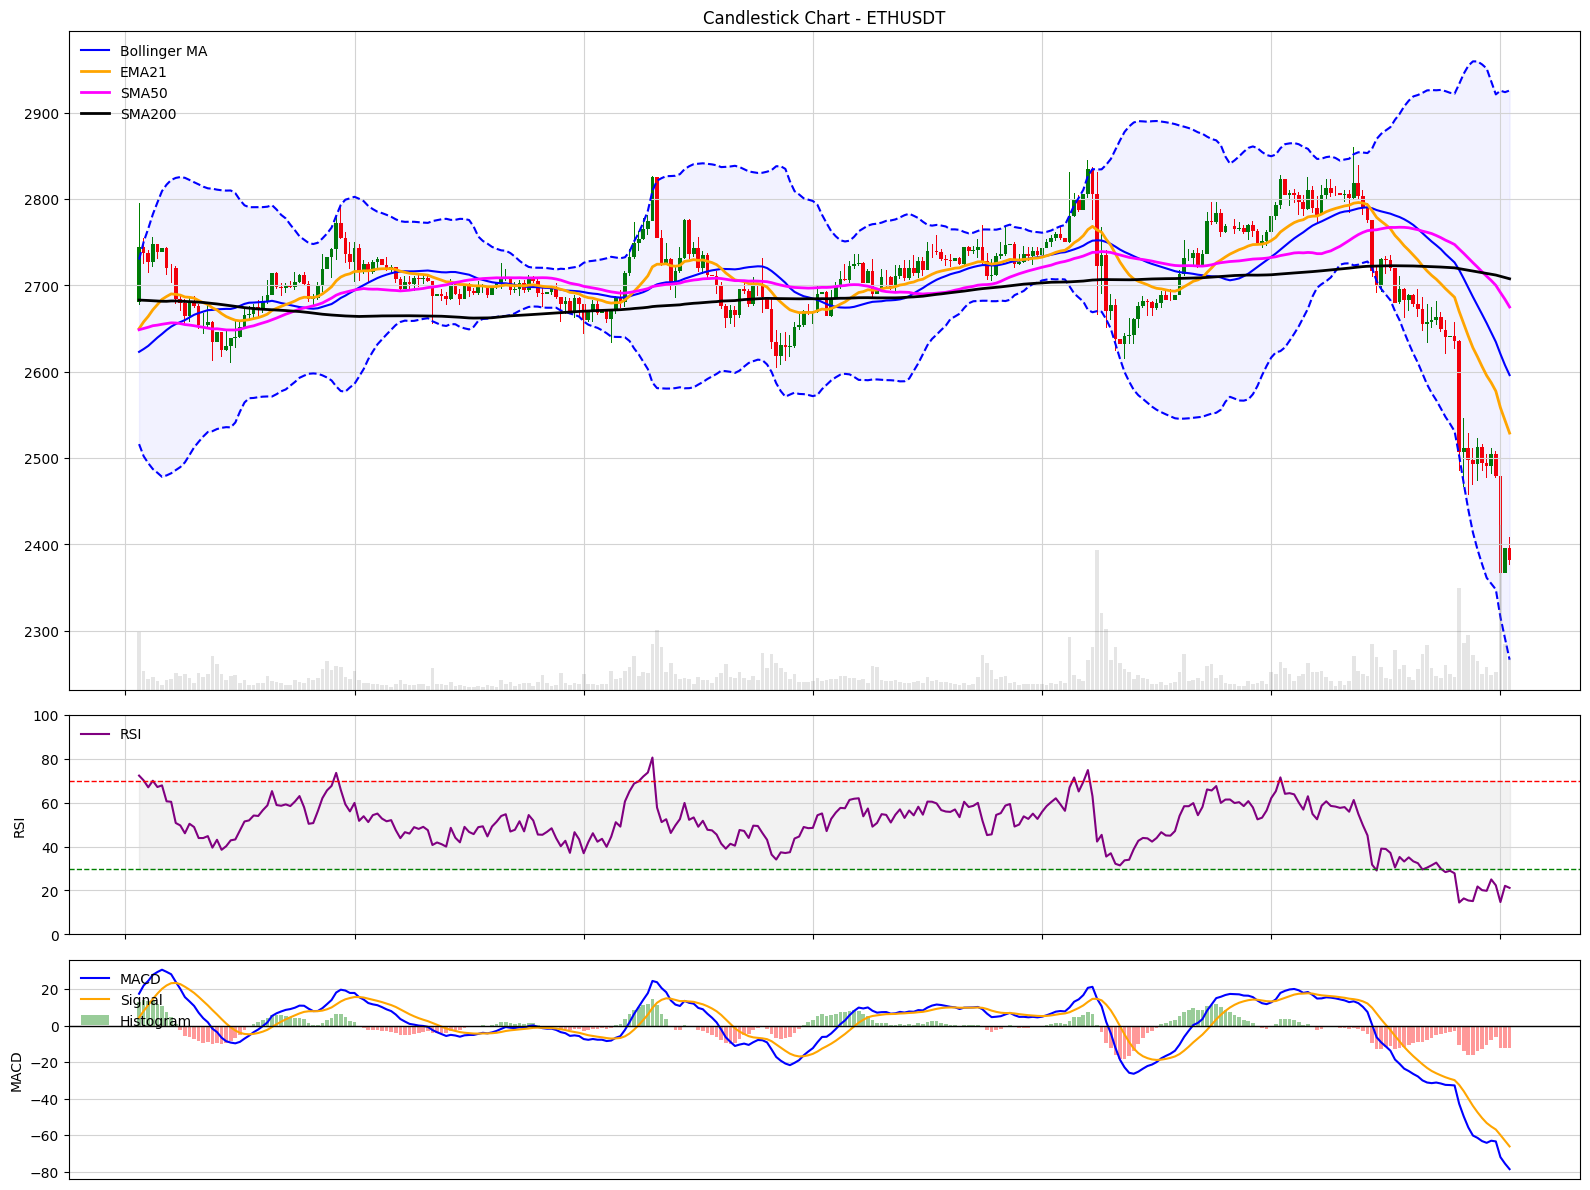 Candlestick Chart - ETHUSDT
Bollinger MA
EMA21
SMA50
SMA200
2900
2800
2700
2600
2500
2400
2300
RSI
100
80
60
40
20
0
RSI
MACD
Signal
Histogram
20
0
−20
−40
−60
−80
MACD